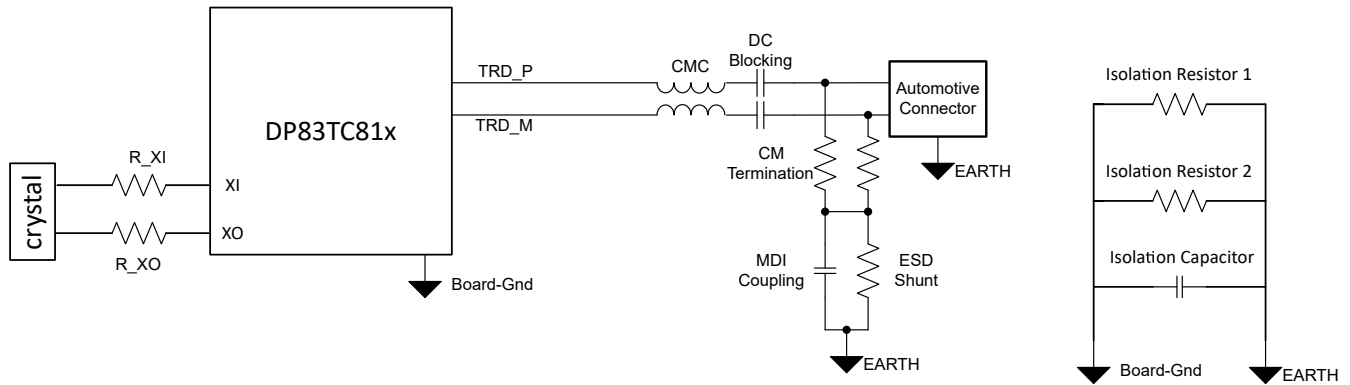 DP83TC81x
XI
XO
crystal
R_XI
R_XO
Board-Gnd
TRD_P
TRD_M
CMC
DC
Blocking
Automotive
Connector
EARTH
CM
Termination
MDI
Coupling
ESD
Shunt
EARTH
Isolation Resistor 1
Isolation Resistor 2
Isolation Capacitor
Board-Gnd
EARTH